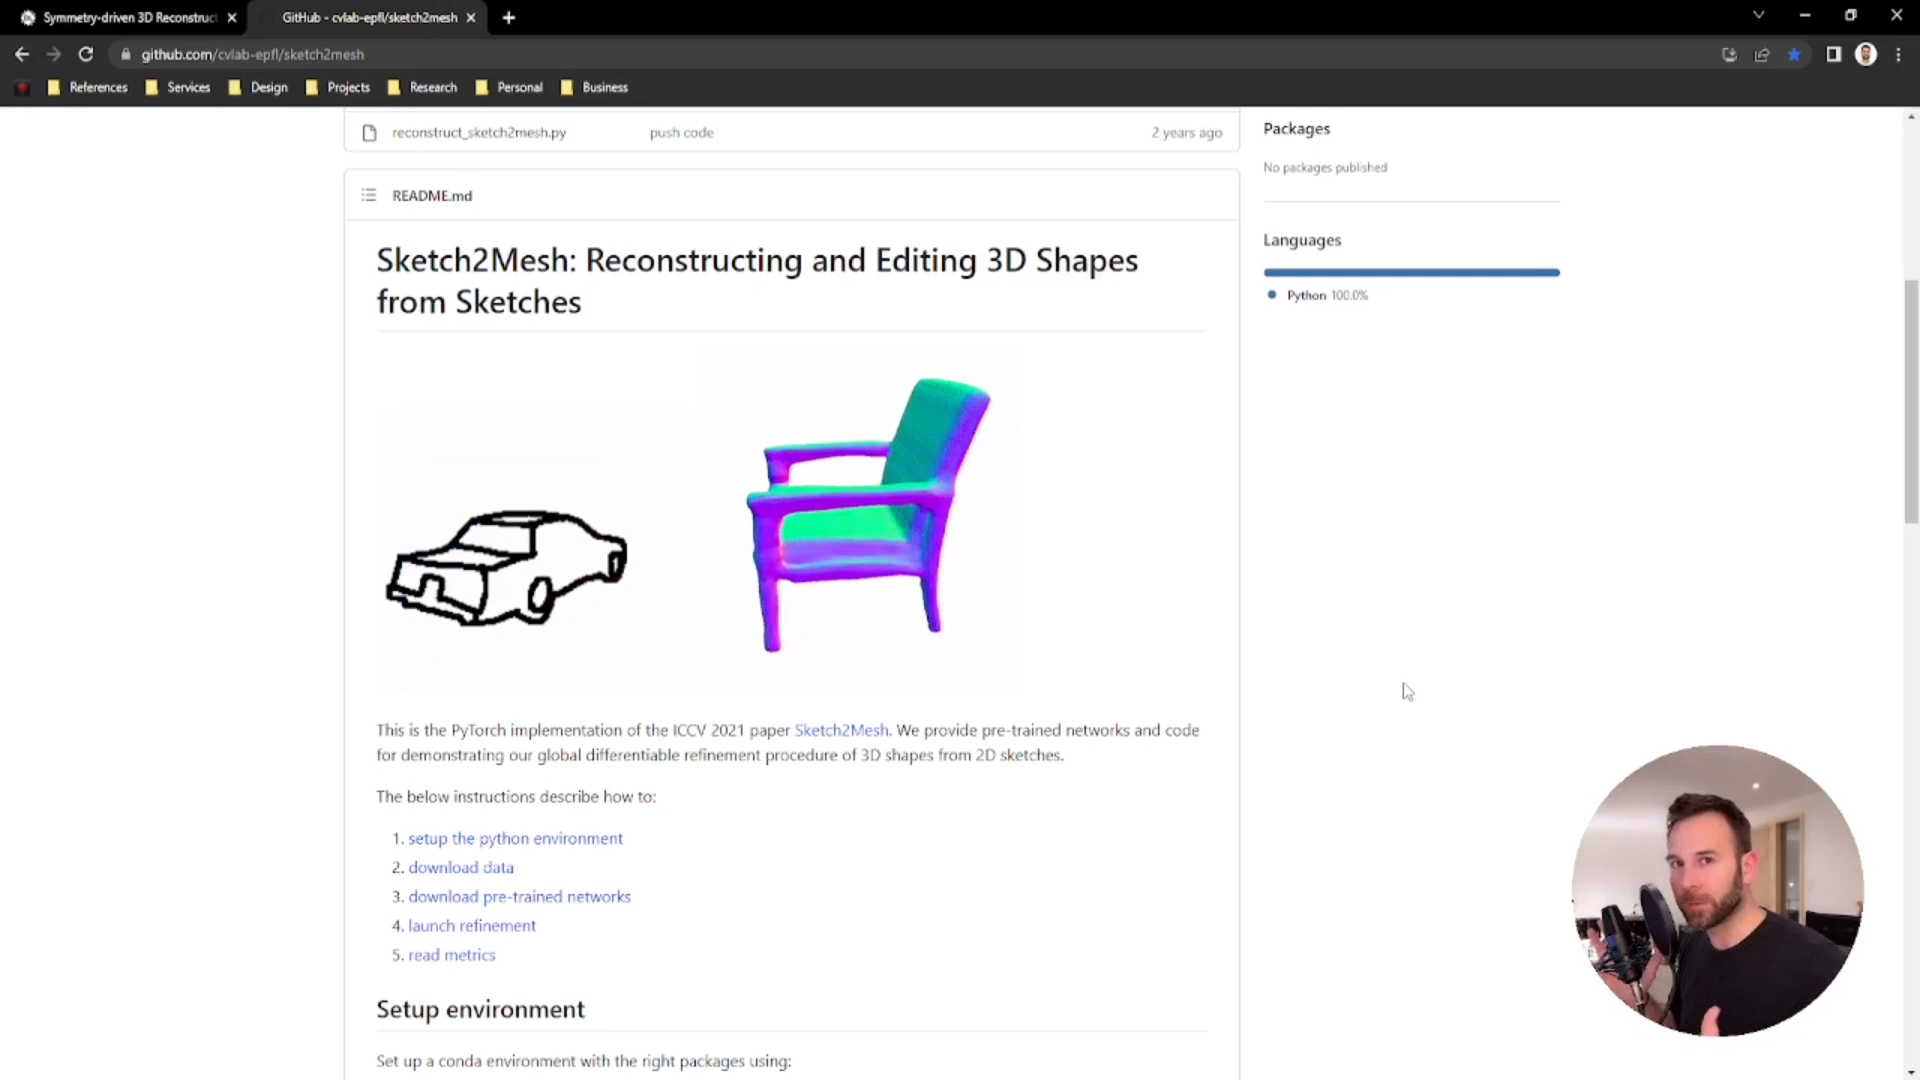 Symmetry-driven 3D Reconstruct
GitHub - cvlab-epfl/sketch2mesh
github.com/cvlab-epfl/sketch2mesh
References
Services
Design
Projects
Research
Personal
Business
reconstruct_sketch2mesh.py
push code
2 years ago
Packages
No packages published
README.md
Languages
Python 100.0%
Sketch2Mesh: Reconstructing and Editing 3D Shapes
from Sketches
This is the PyTorch implementation of the ICCV 2021 paper Sketch2Mesh. We provide pre-trained networks and code
for demonstrating our global differentiable refinement procedure of 3D shapes from 2D sketches.
The below instructions describe how to:
1. setup the python environment
2. download data
3. download pre-trained networks
4. launch refinement
5. read metrics
Setup environment
Set up a conda environment with the right packages using: